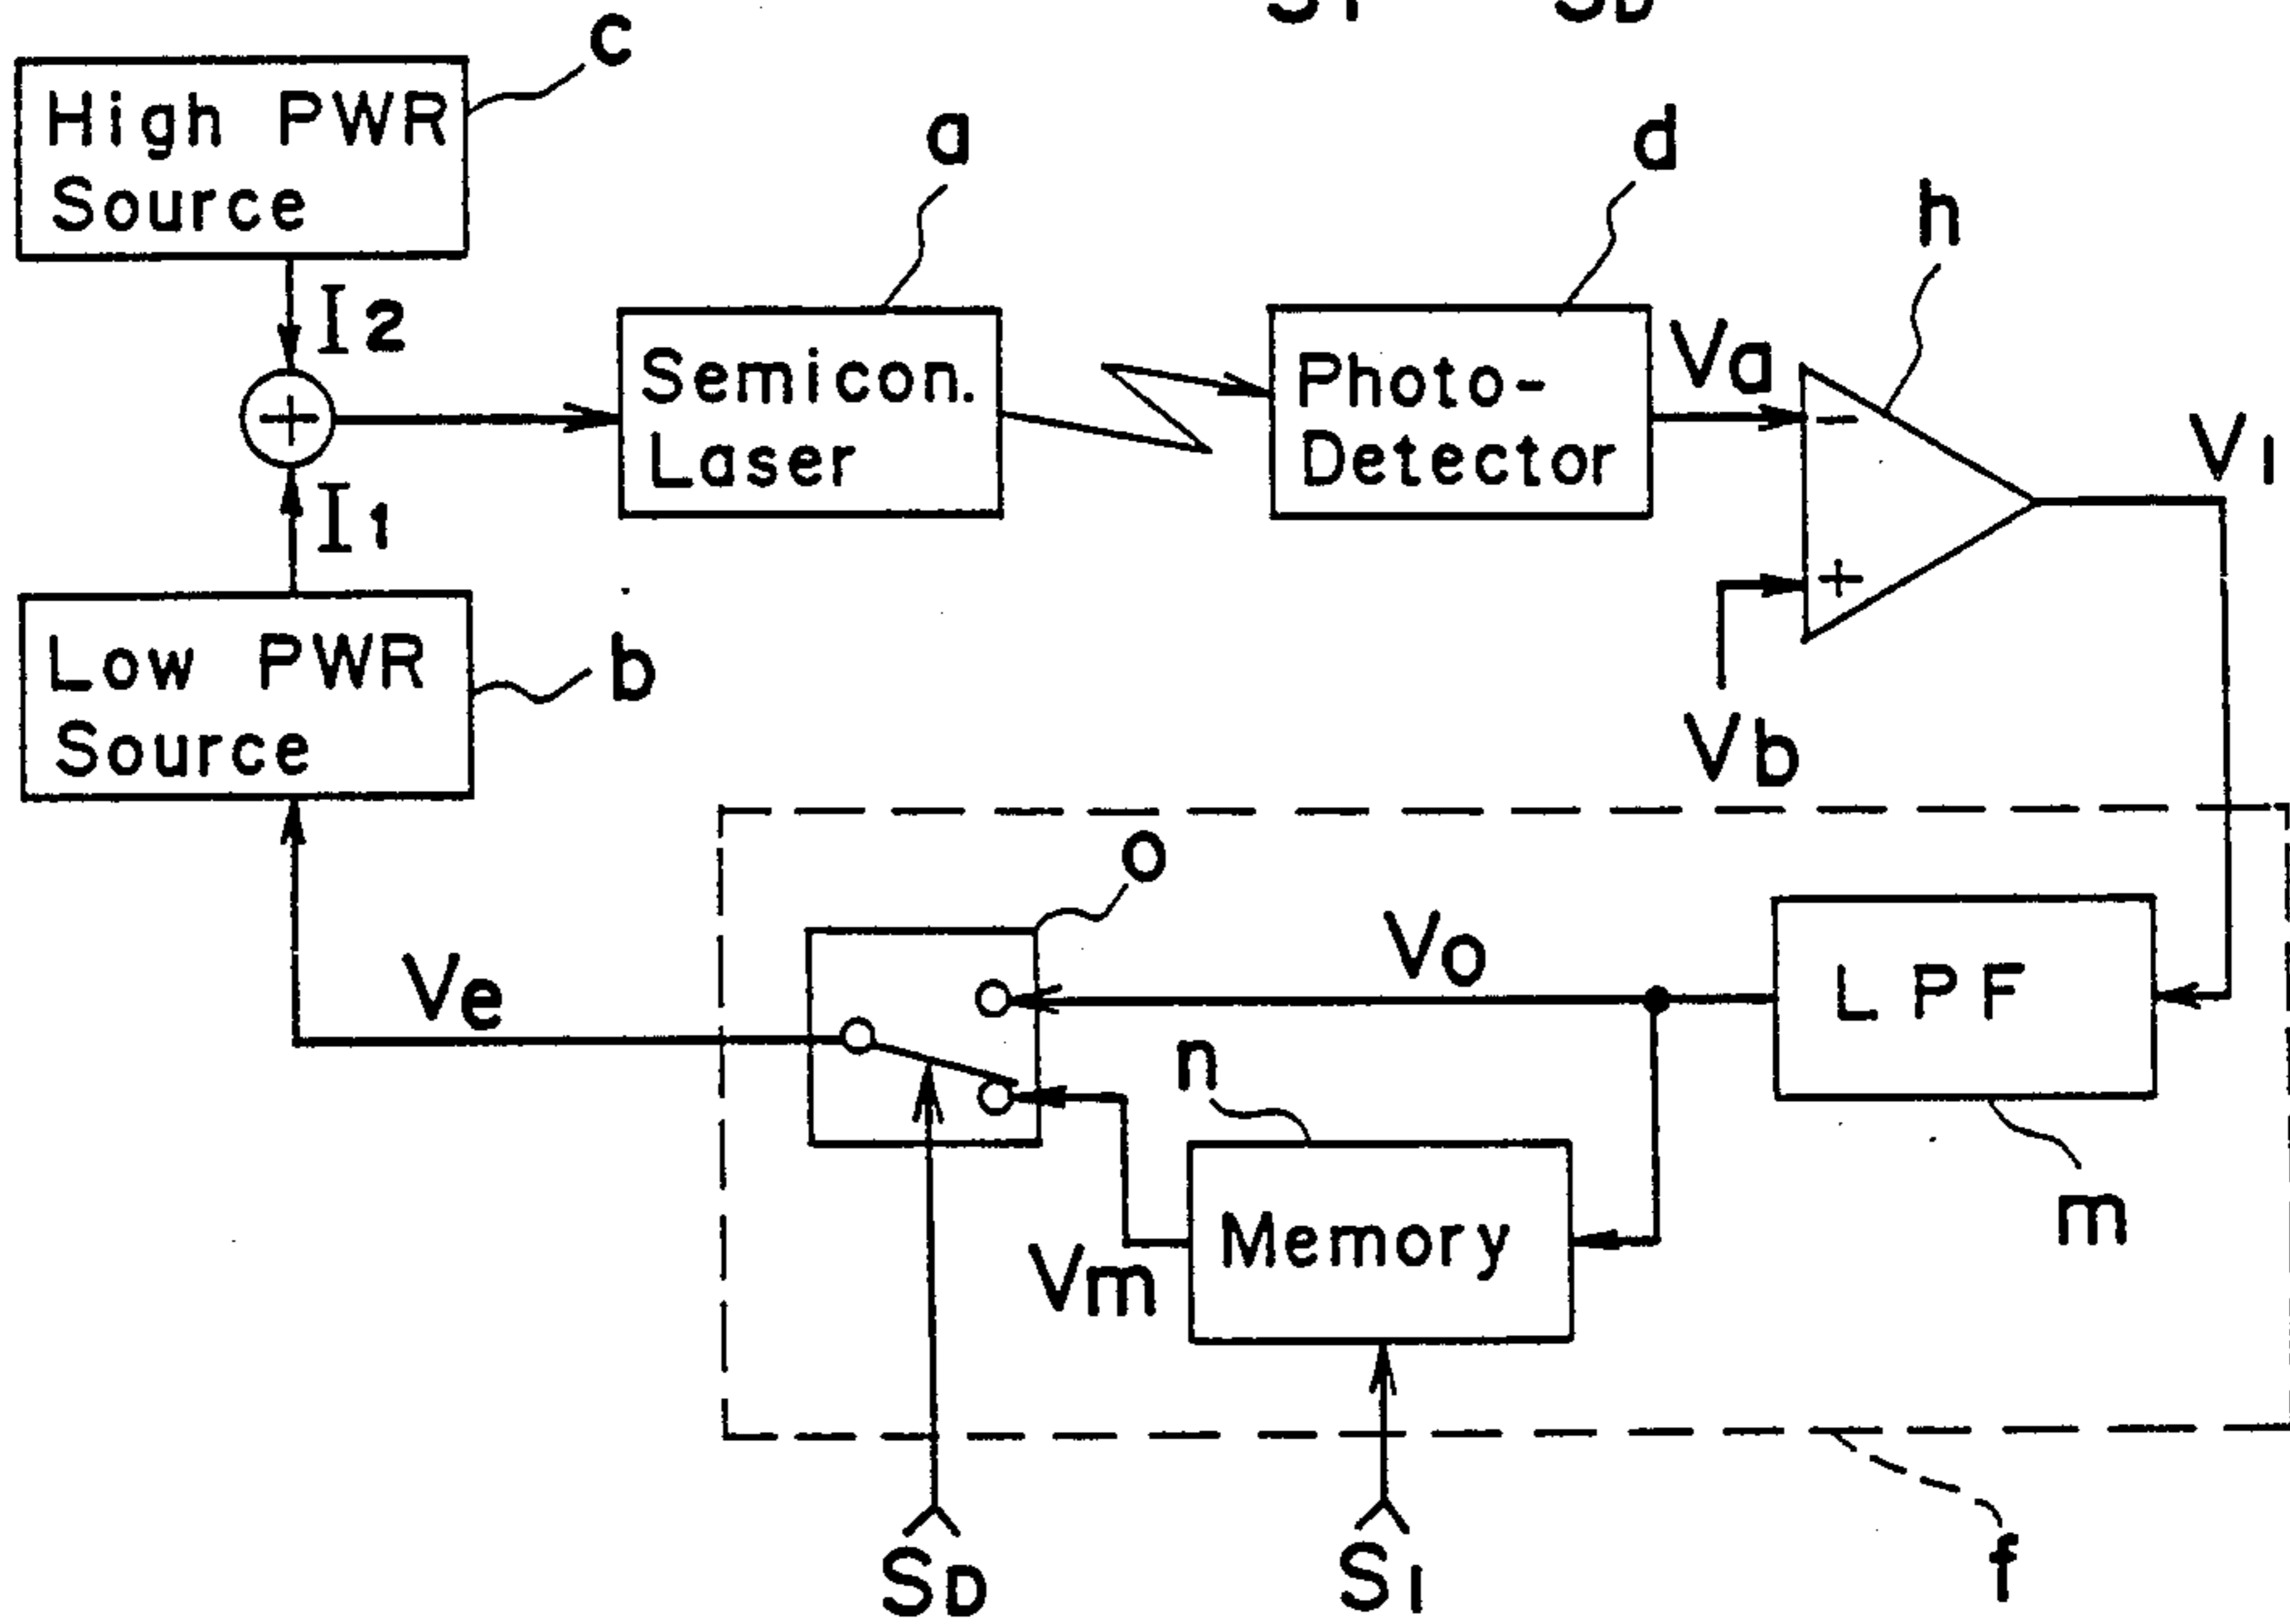 c
High PWR
Source
I2
a
Semicon.
Laser
d
Photo-
Detector
Va
h
−
+
V1
+
I1
Low PWR
Source
b
Vb
o
Ve
Vo
LPF
m
n
Memory
Vm
SD
S1
f